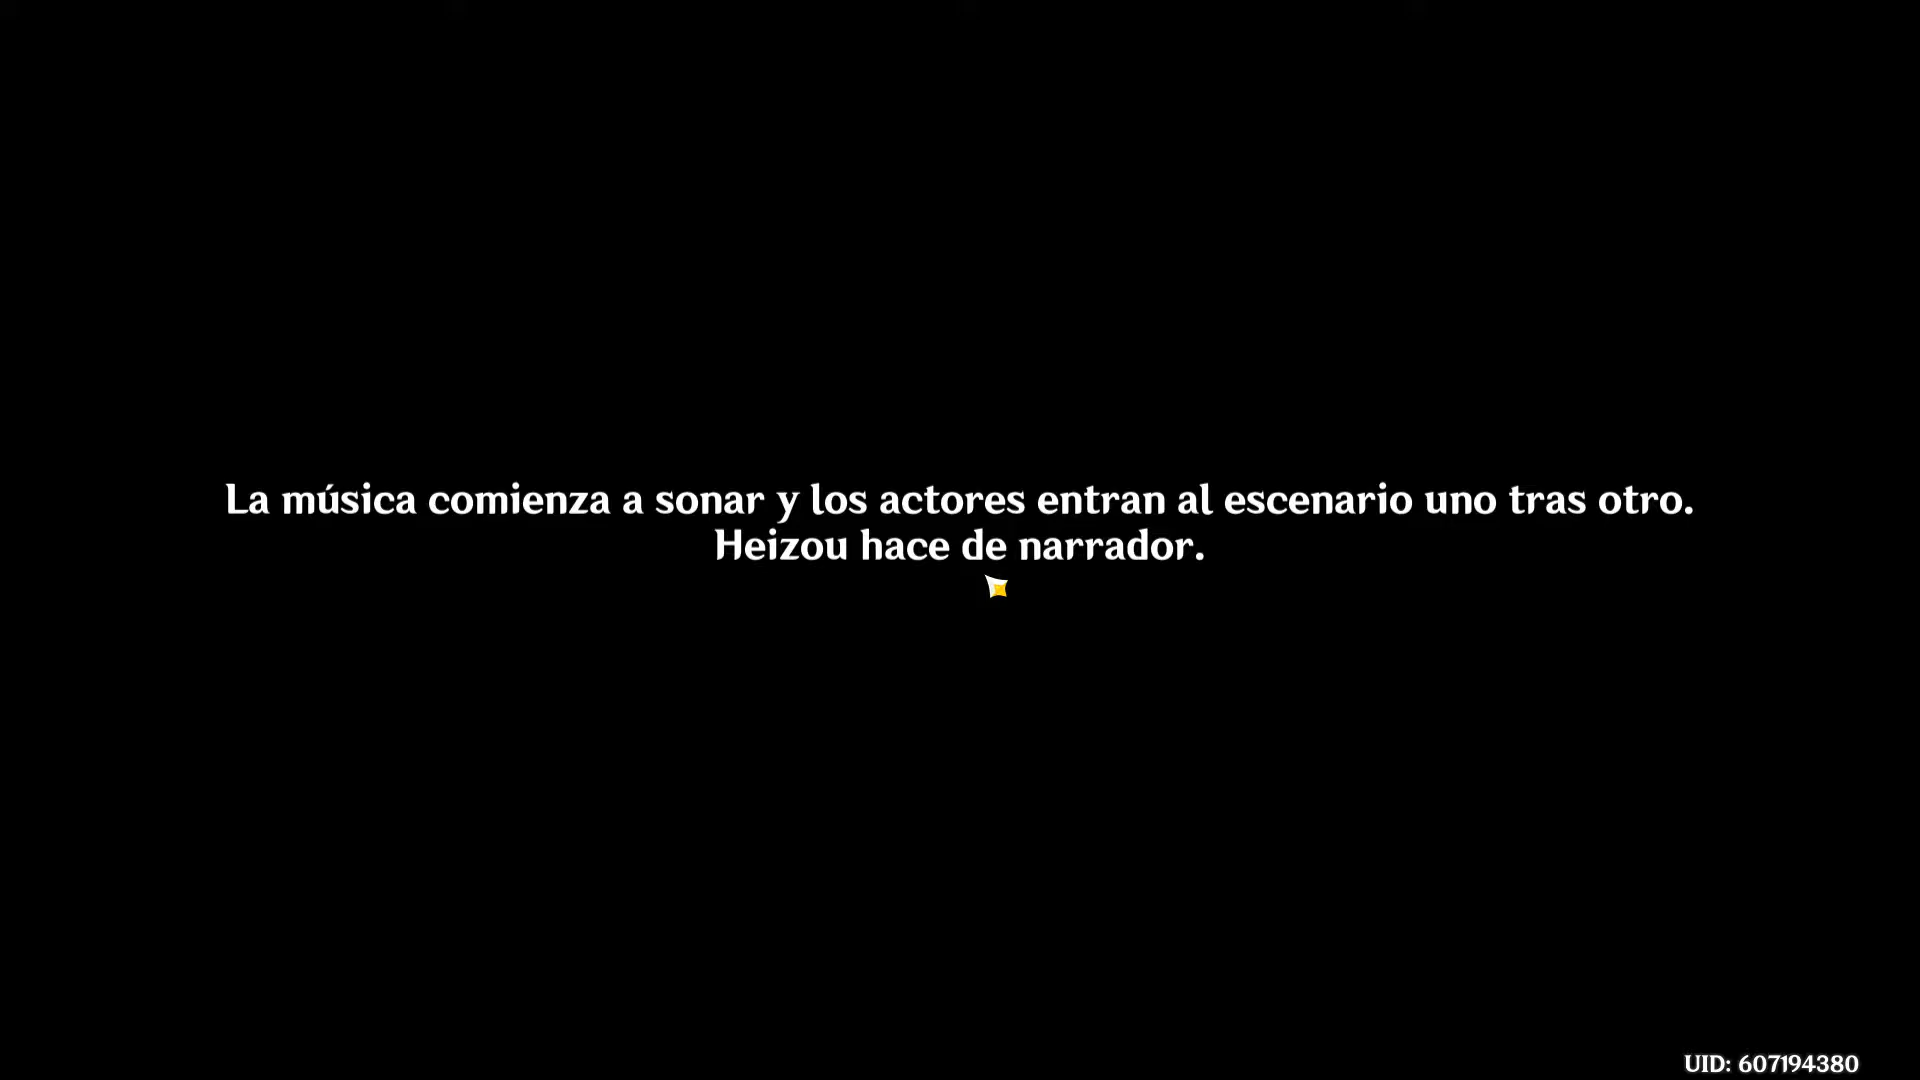 La música comienza a sonar y los actores entran al escenario uno tras otro.
Heizou hace de narrador.
UID: 607194380